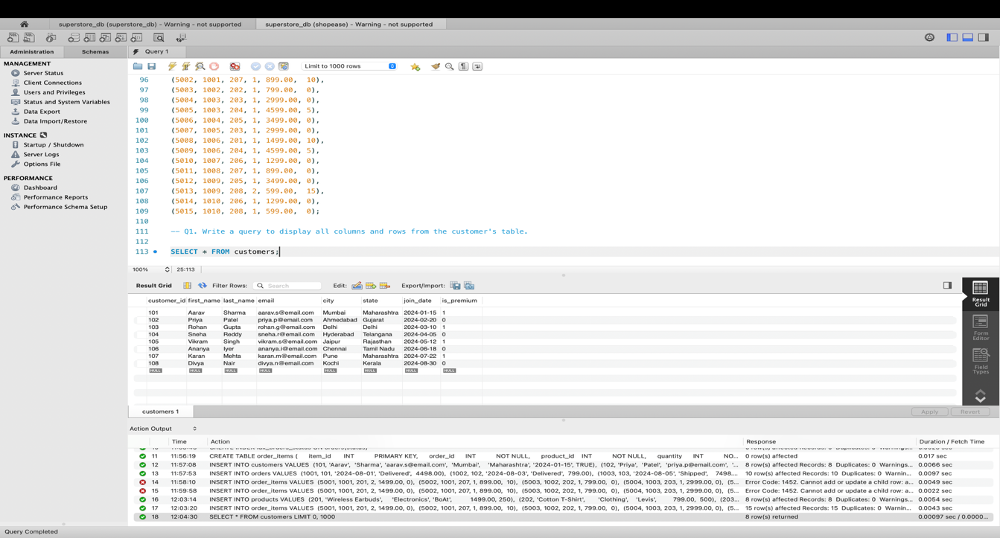 superstore_db (superstore_db) - Warning - not supported
superstore_db (shopease) - Warning - not supported
Administration
Schemas
Query 1
MANAGEMENT
Server Status
Client Connections
Users and Privileges
Status and System Variables
Data Export
Data Import/Restore
INSTANCE
Startup / Shutdown
Server Logs
Options File
PERFORMANCE
Dashboard
Performance Reports
Performance Schema Setup
Limit to 1000 rows
96 (5002, 1001, 207, 1, 899.00, 10),
97 (5003, 1002, 202, 1, 799.00, 0),
98 (5004, 1003, 203, 1, 2999.00, 0),
99 (5005, 1003, 204, 1, 4599.00, 5),
100 (5006, 1004, 205, 1, 3499.00, 0),
101 (5007, 1005, 203, 1, 2999.00, 0),
102 (5008, 1006, 201, 1, 1499.00, 10),
103 (5009, 1006, 204, 1, 4599.00, 5),
104 (5010, 1007, 206, 1, 1299.00, 0),
105 (5011, 1008, 207, 1, 899.00, 0),
106 (5012, 1009, 205, 1, 3499.00, 0),
107 (5013, 1009, 208, 2, 599.00, 15),
108 (5014, 1010, 206, 1, 1299.00, 0),
109 (5015, 1010, 208, 1, 599.00, 0);
110
111 -- Q1. Write a query to display all columns and rows from the customer's table.
112
113 SELECT * FROM customers;
100% 25:113
Result Grid Filter Rows: Search Edit: Export/Import:
customer_id first_name last_name email city state join_date is_premium
101 Aarav Sharma aarav.s@email.com Mumbai Maharashtra 2024-01-15 1
102 Priya Patel priya.p@email.com Ahmedabad Gujarat 2024-02-20 0
103 Rohan Gupta rohan.g@email.com Delhi Delhi 2024-03-10 1
104 Sneha Reddy sneha.r@email.com Hyderabad Telangana 2024-04-05 0
105 Vikram Singh vikram.s@email.com Jaipur Rajasthan 2024-05-12 1
106 Ananya Iyer ananya.i@email.com Chennai Tamil Nadu 2024-06-18 0
107 Karan Mehta karan.m@email.com Pune Maharashtra 2024-07-22 1
108 Divya Nair divya.n@email.com Kochi Kerala 2024-08-30 0
NULL NULL NULL NULL NULL NULL NULL NULL
Result Grid
Form Editor
Field Types
customers 1
Apply Revert
Action Output
Time Action Response Duration / Fetch Time
11 11:56:19 CREATE TABLE order_items ( item_id INT PRIMARY KEY, order_id INT NOT NULL, product_id INT NOT NULL, quantity INT NO... 0 row(s) affected 0.017 sec
12 11:57:08 INSERT INTO customers VALUES (101, 'Aarav', 'Sharma', 'aarav.s@email.com', 'Mumbai', 'Maharashtra', '2024-01-15', TRUE), (102, 'Priya', 'Patel', 'priya.p@email.com', 'Ahmedabad', 'Gujarat',... 8 row(s) affected Records: 8 Duplicates: 0 Warnings... 0.0066 sec
13 11:57:53 INSERT INTO orders VALUES (1001, 101, '2024-08-01', 'Delivered', 4498.00), (1002, 102, '2024-08-03', 'Delivered', 799.00), (1003, 103, '2024-08-05', 'Shipped', 7498.... 10 row(s) affected Records: 10 Duplicates: 0 Warnin... 0.0097 sec
14 11:58:10 INSERT INTO order_items VALUES (5001, 1001, 201, 2, 1499.00, 0), (5002, 1001, 207, 1, 899.00, 10), (5003, 1002, 202, 1, 799.00, 0), (5004, 1003, 203, 1, 2999.00, 0), (5... Error Code: 1452. Cannot add or update a child row: a... 0.0049 sec
15 11:59:58 INSERT INTO order_items VALUES (5001, 1001, 201, 2, 1499.00, 0), (5002, 1001, 207, 1, 899.00, 10), (5003, 1002, 202, 1, 799.00, 0), (5004, 1003, 203, 1, 2999.00, 0), (5... Error Code: 1452. Cannot add or update a child row: a... 0.0022 sec
16 12:03:14 INSERT INTO products VALUES (201, 'Wireless Earbuds', 'Electronics', 'BoAt', 1499.00, 250), (202, 'Cotton T-Shirt', 'Clothing', 'Levis', 799.00, 500), (203... 8 row(s) affected Records: 8 Duplicates: 0 Warnings... 0.0054 sec
17 12:03:20 INSERT INTO order_items VALUES (5001, 1001, 201, 2, 1499.00, 0), (5002, 1001, 207, 1, 899.00, 10), (5003, 1002, 202, 1, 799.00, 0), (5004, 1003, 203, 1, 2999.00, 0), (5... 15 row(s) affected Records: 15 Duplicates: 0 Warnin... 0.0043 sec
18 12:04:30 SELECT * FROM customers LIMIT 0, 1000 8 row(s) returned 0.00097 sec / 0.0000...
Query Completed